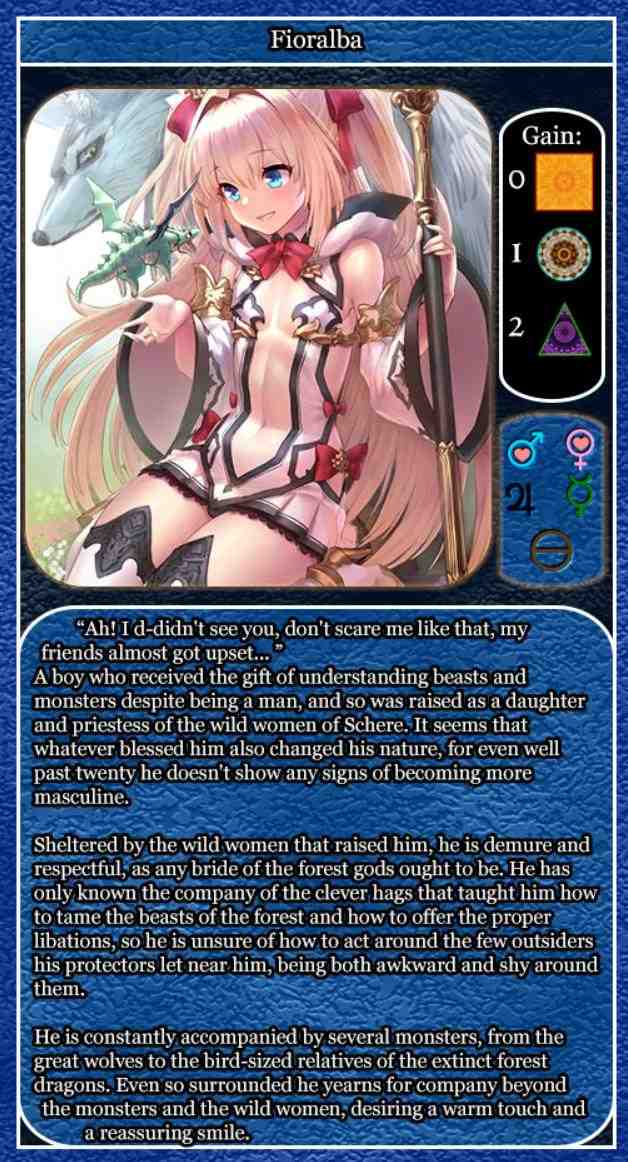 Fioralba
Gain:
0
1
2
“Ah! I d-didn't see you, don't scare me like that, my
friends almost got upset... ”
A boy who received the gift of understanding beasts and
monsters despite being a man, and so was raised as a daughter
and priestess of the wild women of Schere. It seems that
whatever blessed him also changed his nature, for even well
past twenty he doesn't show any signs of becoming more
masculine.
Sheltered by the wild women that raised him, he is demure and
respectful, as any bride of the forest gods ought to be. He has
only known the company of the clever hags that taught him how
to tame the beasts of the forest and how to offer the proper
libations, so he is unsure of how to act around the few outsiders
his protectors let near him, being both awkward and shy around
them.
He is constantly accompanied by several monsters, from the
great wolves to the bird-sized relatives of the extinct forest
dragons. Even so surrounded he yearns for company beyond
the monsters and the wild women, desiring a warm touch and
a reassuring smile.